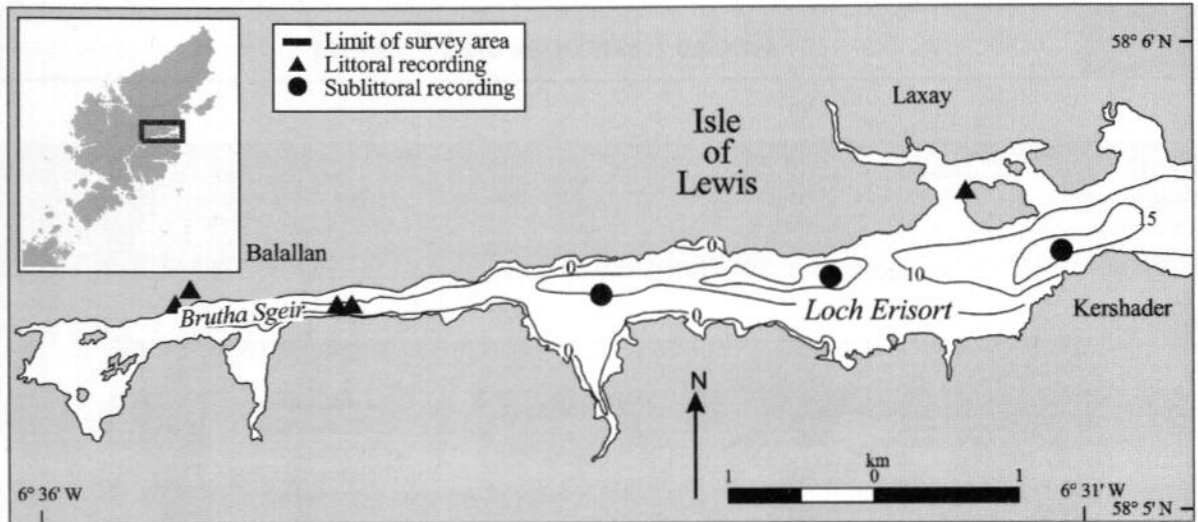 Limit of survey area
Littoral recording
Sublittoral recording
58° 6' N
Laxay
Isle
of
Lewis
15
Balallan
0
0
10
Brutha Sgeir
0
Loch Erisort
Kershader
0
N
km
1 0 1
6° 36' W
6° 31' W
58° 5' N